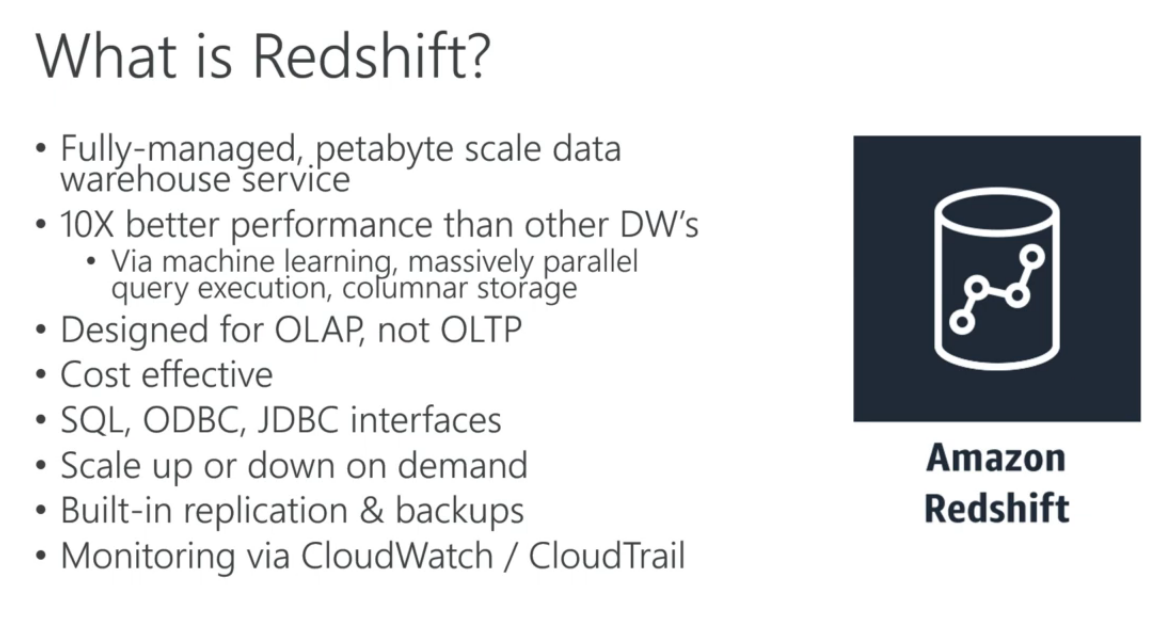 What is Redshift?
• Fully-managed, petabyte scale data
warehouse service
• 10X better performance than other DW's
• Via machine learning, massively parallel
query execution, columnar storage
• Designed for OLAP, not OLTP
• Cost effective
• SQL, ODBC, JDBC interfaces
• Scale up or down on demand
• Built-in replication & backups
• Monitoring via CloudWatch / CloudTrail
Amazon
Redshift